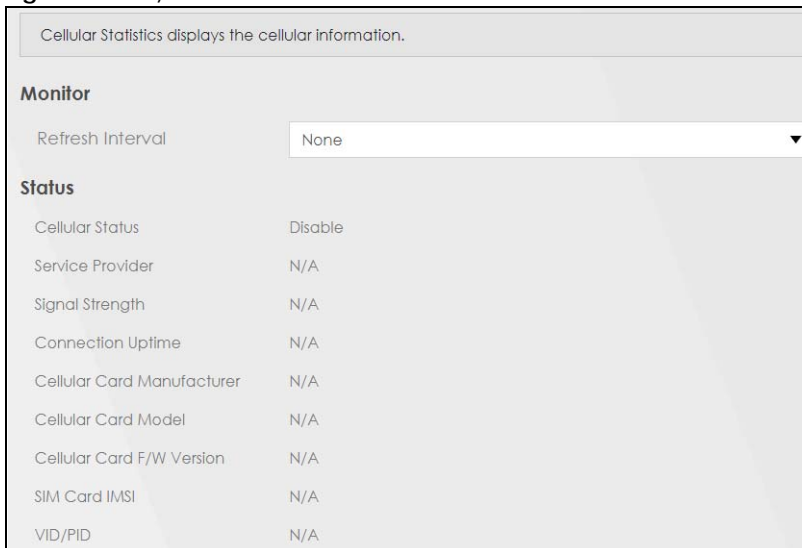 Cellular Statistics displays the cellular information.
Monitor
Refresh Interval None
Status
Cellular Status Disable
Service Provider N/A
Signal Strength N/A
Connection Uptime N/A
Cellular Card Manufacturer N/A
Cellular Card Model N/A
Cellular Card F/W Version N/A
SIM Card IMSI N/A
VID/PID N/A